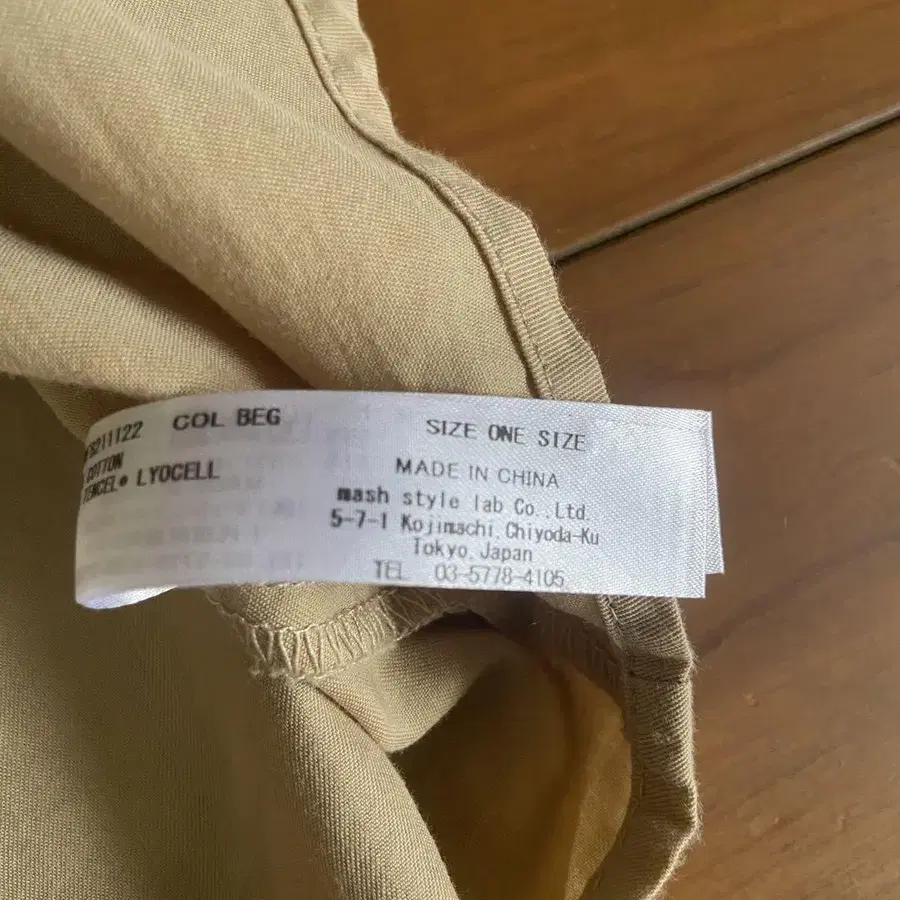 6211122 COL BEG
COTTON
TENCEL® LYOCELL
SIZE ONE SIZE
MADE IN CHINA
mash style lab Co.,Ltd.
5-7-1 Kojimachi,Chiyoda-Ku
Tokyo,Japan
TEL 03-5778-4105